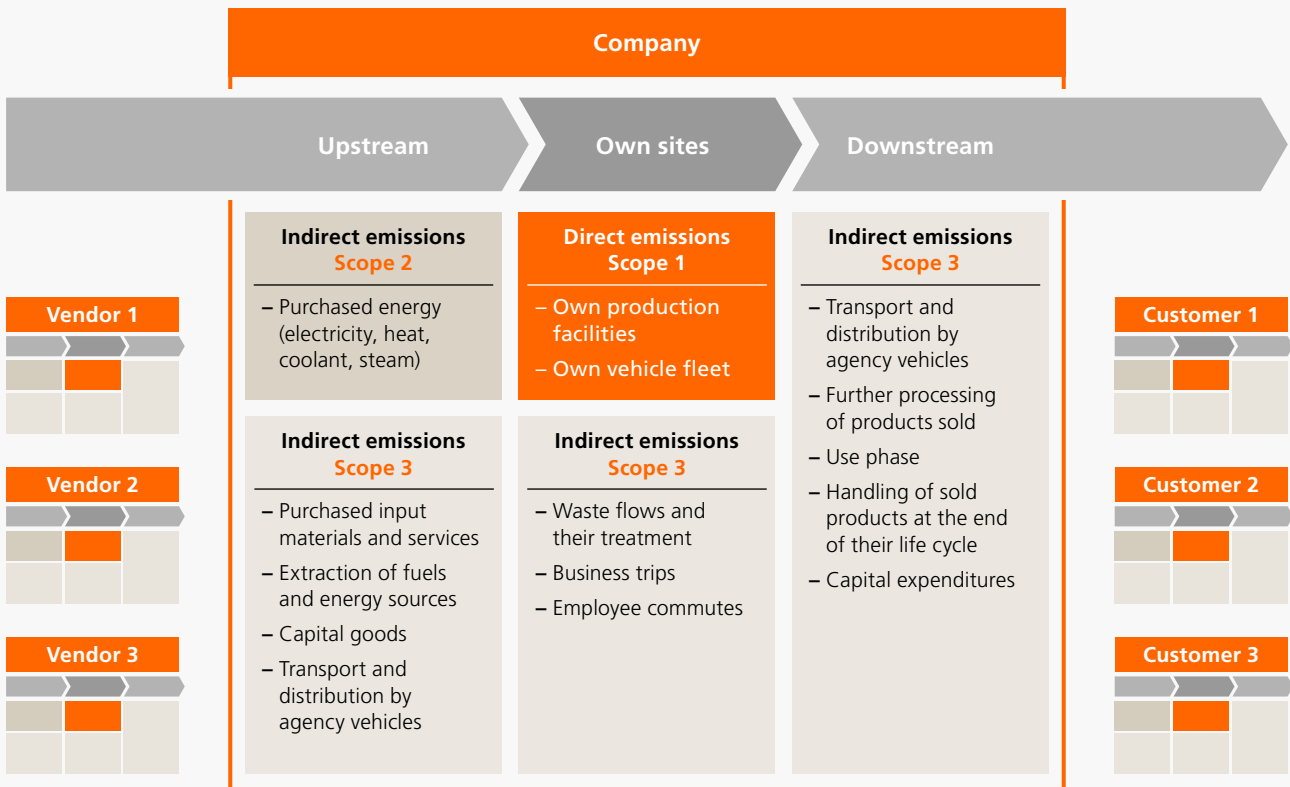 Company
Upstream
Own sites
Downstream
Vendor 1
Vendor 2
Vendor 3
Indirect emissions
Scope 2
– Purchased energy
(electricity, heat,
coolant, steam)
Indirect emissions
Scope 3
– Purchased input
materials and services
– Extraction of fuels
and energy sources
– Capital goods
– Transport and
distribution by
agency vehicles
Direct emissions
Scope 1
– Own production
facilities
– Own vehicle fleet
Indirect emissions
Scope 3
– Waste flows and
their treatment
– Business trips
– Employee commutes
Indirect emissions
Scope 3
– Transport and
distribution by
agency vehicles
– Further processing
of products sold
– Use phase
– Handling of sold
products at the end
of their life cycle
– Capital expenditures
Customer 1
Customer 2
Customer 3